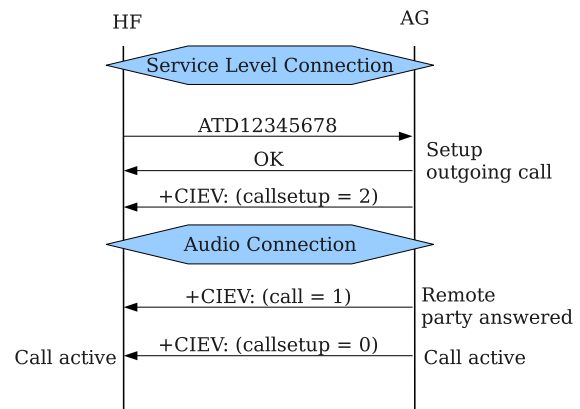 HF
AG
Service Level Connection
ATD12345678
OK
Setup
outgoing call
+CIEV: (callsetup = 2)
Audio Connection
+CIEV: (call = 1)
Remote
party answered
+CIEV: (callsetup = 0)
Call active
Call active